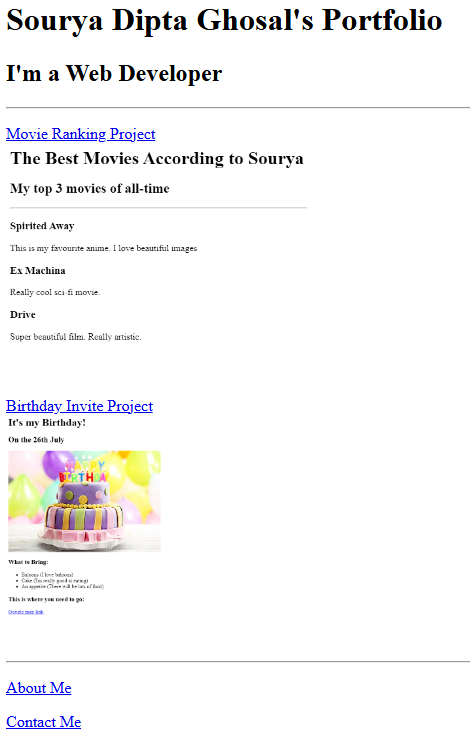 Sourya Dipta Ghosal's Portfolio
I'm a Web Developer
Movie Ranking Project
The Best Movies According to Sourya
My top 3 movies of all-time
Spirited Away
This is my favourite anime. I love beautiful images
Ex Machina
Really cool sci-fi movie.
Drive
Super beautiful film. Really artistic.
Birthday Invite Project
It's my Birthday!
On the 26th July
HAPPY
BIRTHDAY
What to Bring:
Baloons (I love baloons)
Cake (I'm really good at eating)
An appetite (There will be lots of food)
This is where you need to go:
Google map link
About Me
Contact Me